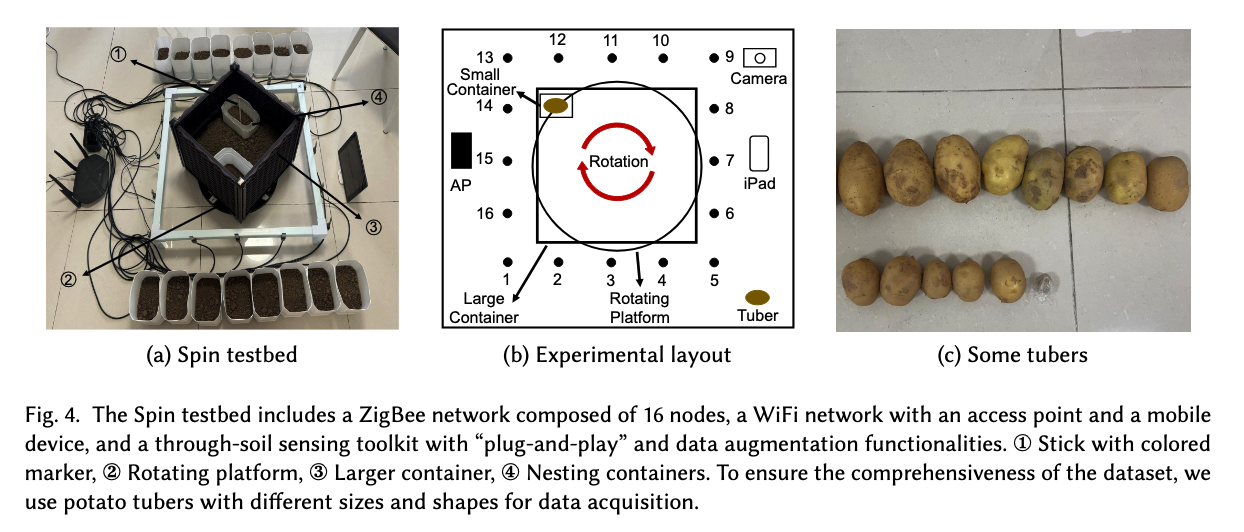 ①
④
③
②
(a) Spin testbed
12
11
10
13
9
Small
Container
Camera
14
8
AP
15
Rotation
7
iPad
16
6
1
2
3
4
5
Large
Container
Rotating
Platform
Tuber
(b) Experimental layout
(c) Some tubers
Fig. 4. The Spin testbed includes a ZigBee network composed of 16 nodes, a WiFi network with an access point and a mobile
device, and a through-soil sensing toolkit with “plug-and-play” and data augmentation functionalities. ① Stick with colored
marker, ② Rotating platform, ③ Larger container, ④ Nesting containers. To ensure the comprehensiveness of the dataset, we
use potato tubers with different sizes and shapes for data acquisition.